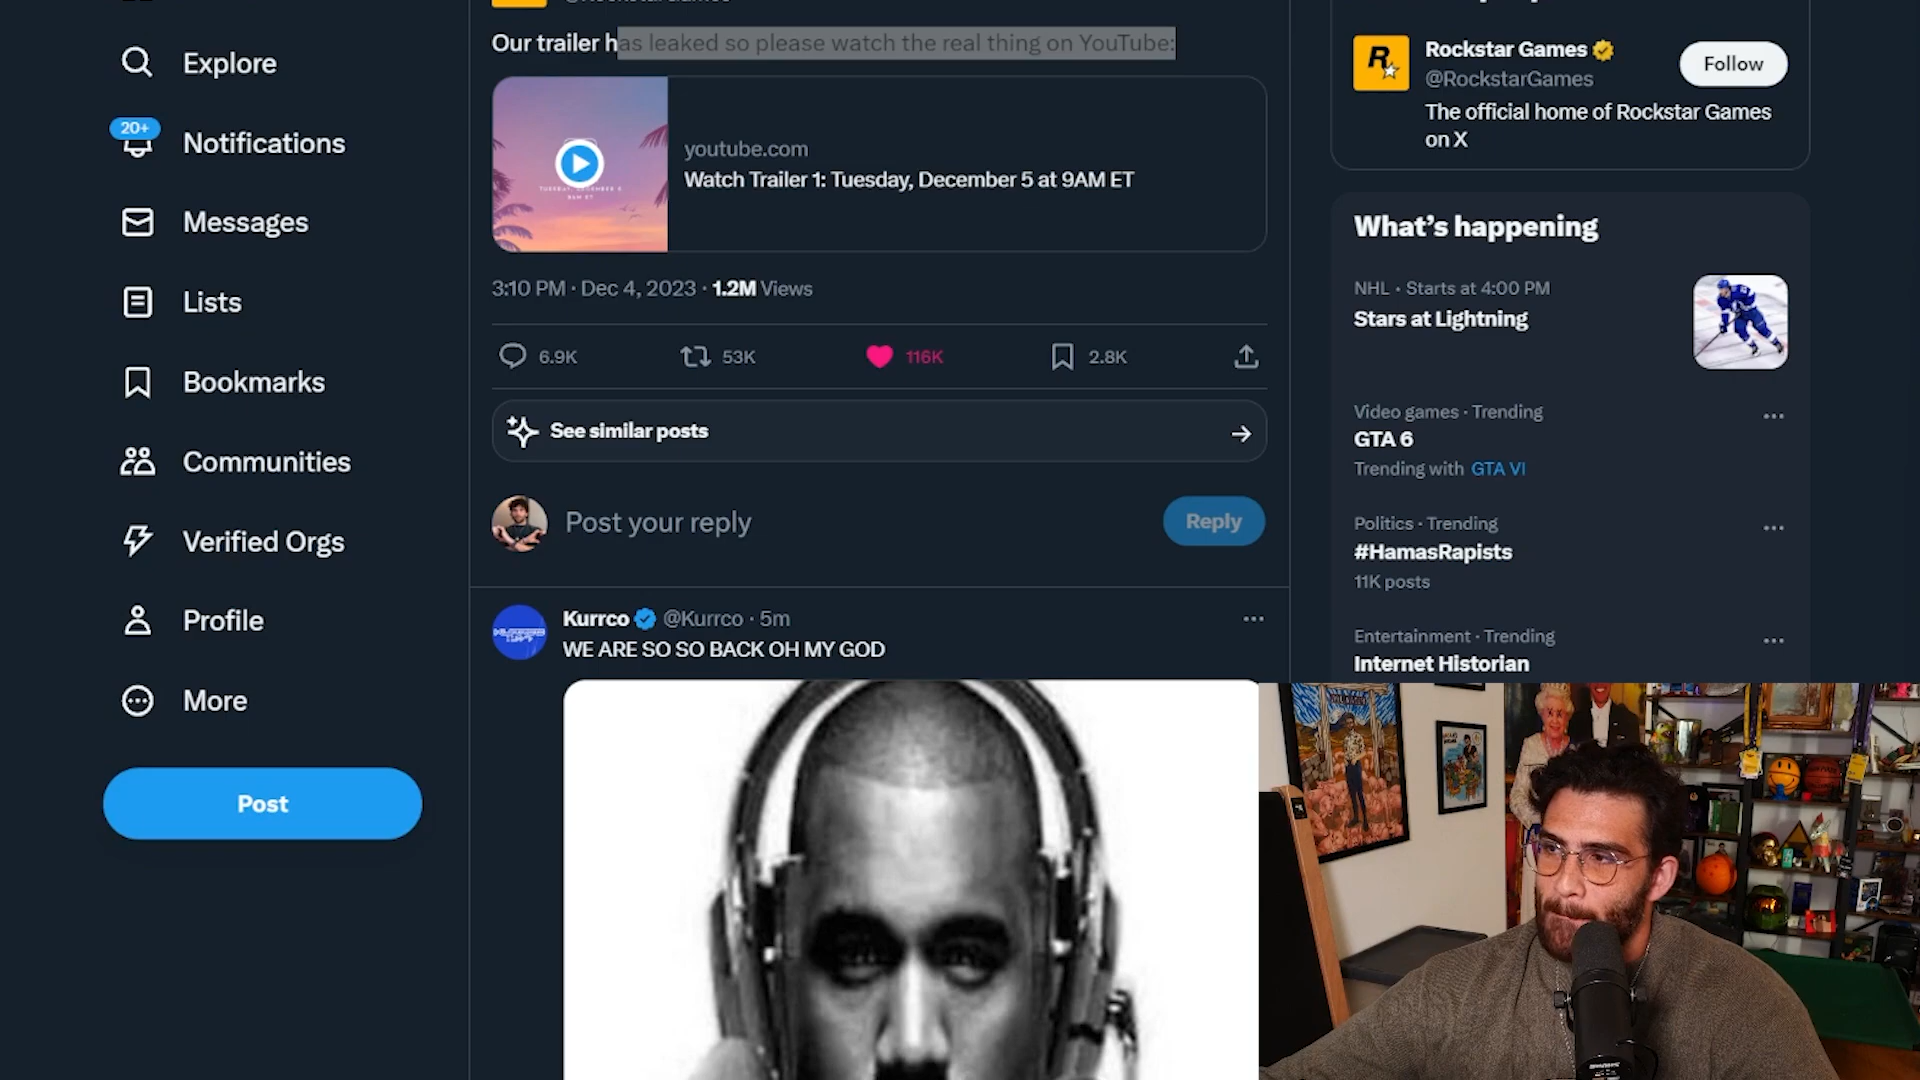 Explore
20+
Notifications
Messages
Lists
Bookmarks
Communities
Verified Orgs
Profile
More
Post
Our trailer has leaked so please watch the real thing on YouTube:
TUESDAY, DECEMBER 5
9AM ET
youtube.com
Watch Trailer 1: Tuesday, December 5 at 9AM ET
3:10 PM · Dec 4, 2023 · 1.2M Views
6.9K
53K
116K
2.8K
See similar posts
Post your reply
Reply
Kurrco @Kurrco · 5m
WE ARE SO SO BACK OH MY GOD
R
Rockstar Games
@RockstarGames
Follow
The official home of Rockstar Games
on X
What's happening
NHL · Starts at 4:00 PM
Stars at Lightning
Video games · Trending
GTA 6
Trending with GTA VI
Politics · Trending
#HamasRapists
11K posts
Entertainment · Trending
Internet Historian